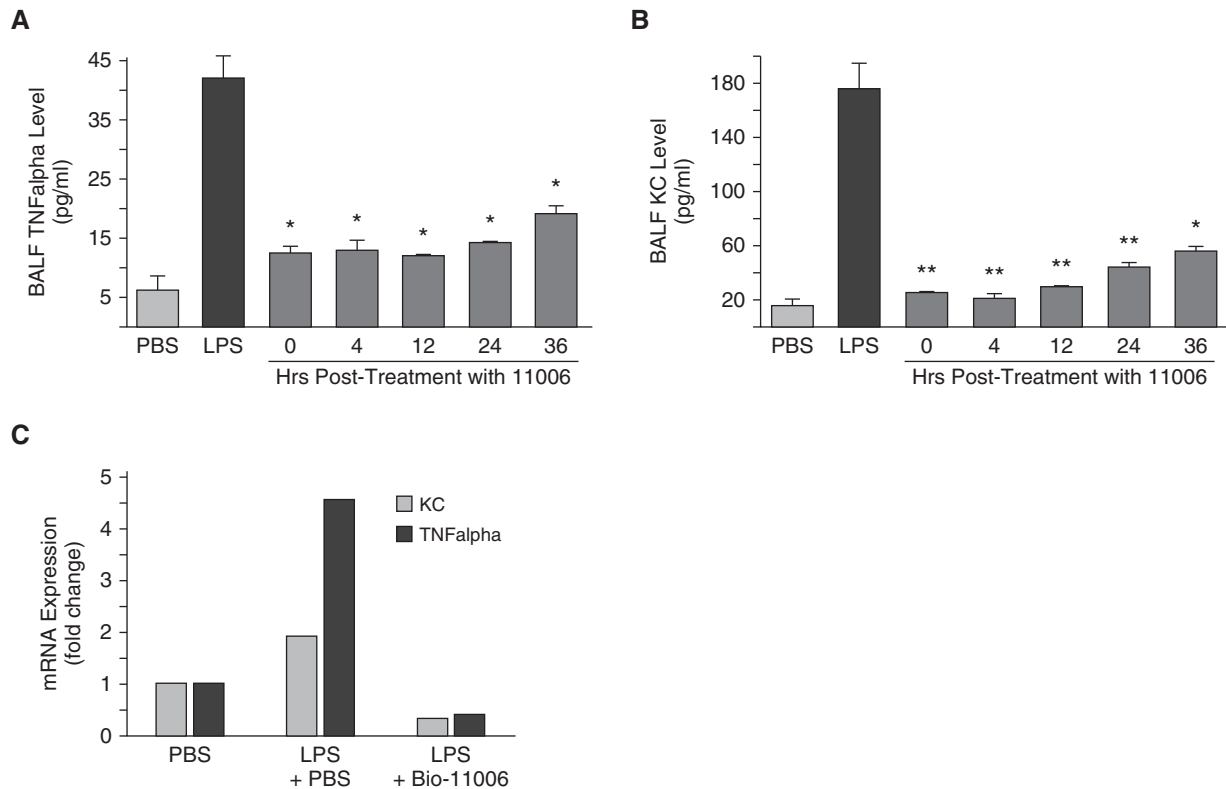 A
BALF TNFalpha Level
(pg/ml)
45
35
25
15
5
*
*
*
*
*
PBS
LPS
0
4
12
24
36
Hrs Post-Treatment with 11006
B
BALF KC Level
(pg/ml)
180
140
100
60
20
**
**
**
**
*
PBS
LPS
0
4
12
24
36
Hrs Post-Treatment with 11006
C
mRNA Expression
(fold change)
5
4
3
2
1
0
KC
TNFalpha
PBS
LPS
+ PBS
LPS
+ Bio-11006